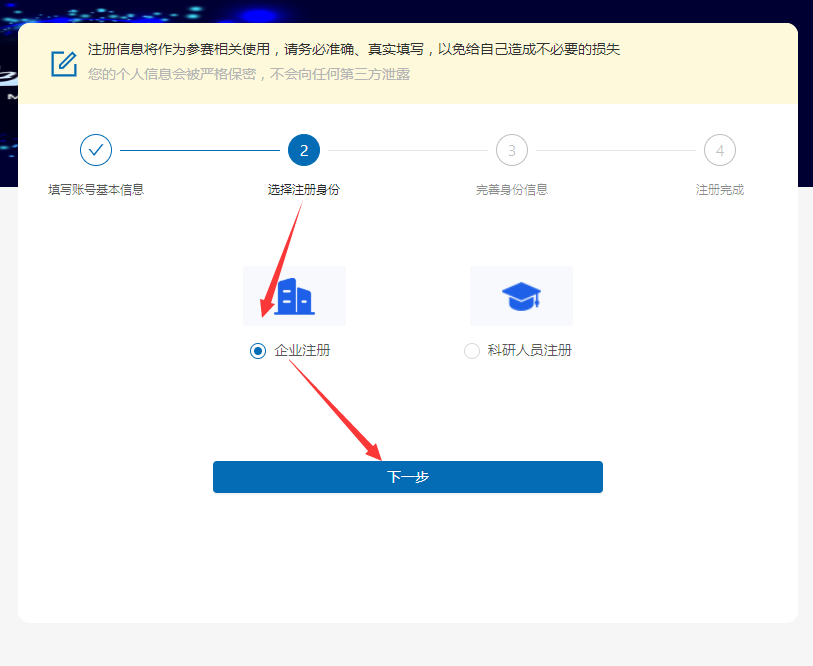 注册信息将作为参赛相关使用，请务必准确、真实填写，以免给自己造成不必要的损失
您的个人信息会被严格保密，不会向任何第三方泄露
2
3
4
填写账号基本信息
选择注册身份
完善身份信息
注册完成
企业注册
科研人员注册
下一步